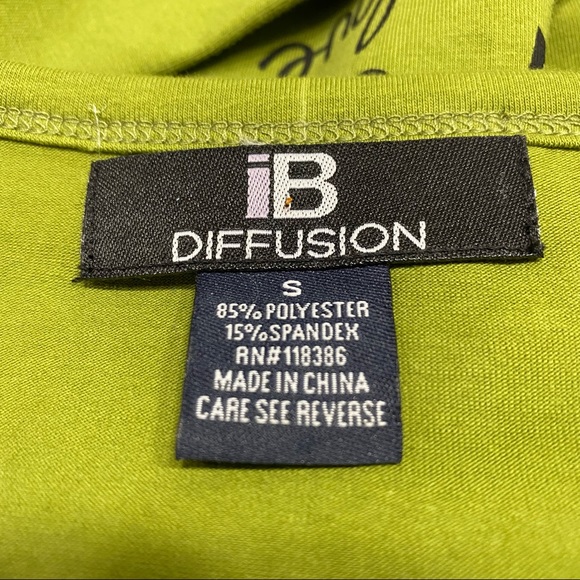 iB
DIFFUSION
S
85% POLYESTER
15% SPANDEX
RN#118386
MADE IN CHINA
CARE SEE REVERSE